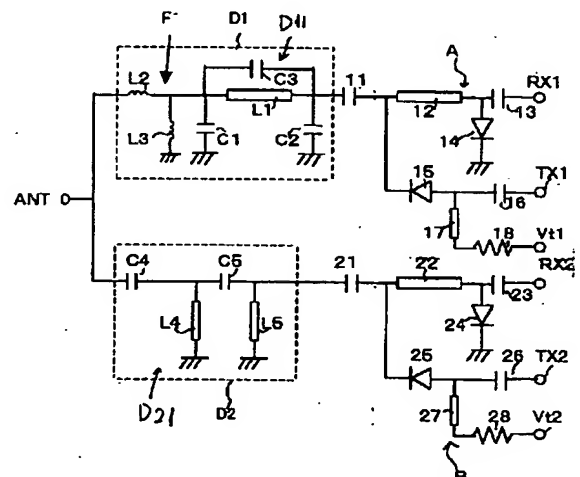 F D1 D11
L2 C3 11 A RX1
L1 12 13
L3 C1 C2 14
15 TX1
16
ANT 17 18 Vt1
C4 C5 21 22 RX2
23
L4 L5 24
25 26 TX2
D21 D2 27 28 Vt2